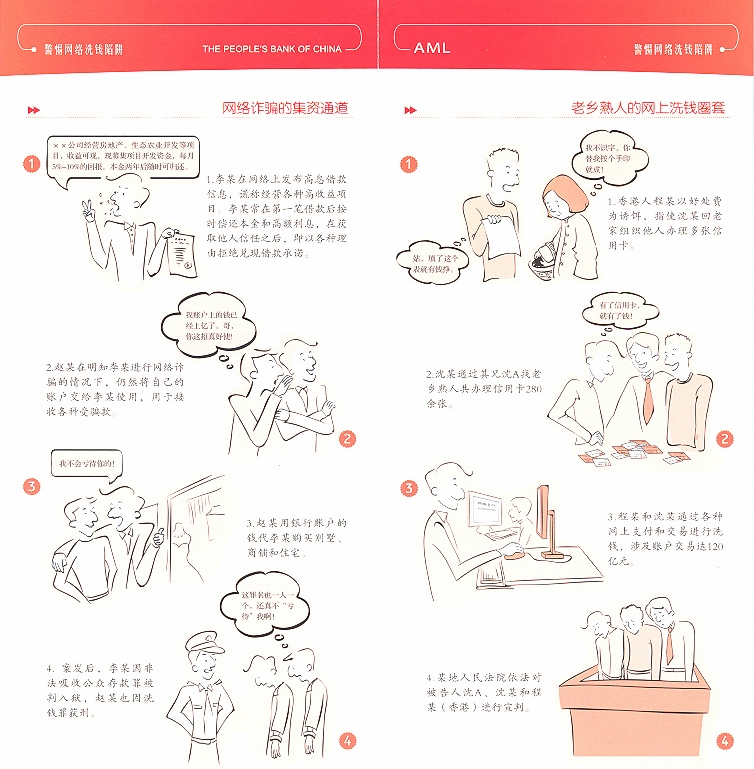 警惕网络洗钱陷阱
THE PEOPLE'S BANK OF CHINA
网络诈骗的集资通道
1
××公司经营房地产、生态农业开发等项
目，收益可观，现募集项目开发资金，每月
5%-10%的回报。本金两年后随时可归还。
1.李某在网络上发布高息借款
信息，谎称经营各种高收益项
目。李某常在第一笔借款后按
时偿还本金和高额利息，在获
取他人信任之后，即以各种理
由拒绝兑现借款承诺。
我账户上的钱已
经上亿了。哥，
你这招真好使！
2.赵某在明知李某进行网络诈
骗的情况下，仍然将自己的
账户交给李某使用，用于接
收各种受骗款。
2
我不会亏待你的！
3
3.赵某用银行账户的
钱代李某购买别墅、
商铺和住宅。
这罪名也一人一
个，还真不“亏
待”我啊！
4. 案发后，李某因非
法吸收公众存款罪被
判入狱，赵某也因洗
钱罪获刑。
4
AML
警惕网络洗钱陷阱
老乡熟人的网上洗钱圈套
1
我不识字，你
替我按个手印
就成！
姑，填了这个
表就有钱挣。
1.香港人程某以好处费
为诱饵，指使沈某回老
家组织他人办理多张信
用卡。
有了信用卡，
就有了钱！
2.沈某通过其兄沈A找老
乡熟人共办理信用卡280
余张。
2
3
3.程某和沈某通过各种
网上支付和交易进行洗
钱，涉及账户交易达120
亿元。
4.某地人民法院依法对
被告人沈A、沈某和程
某（香港）进行宣判。
4